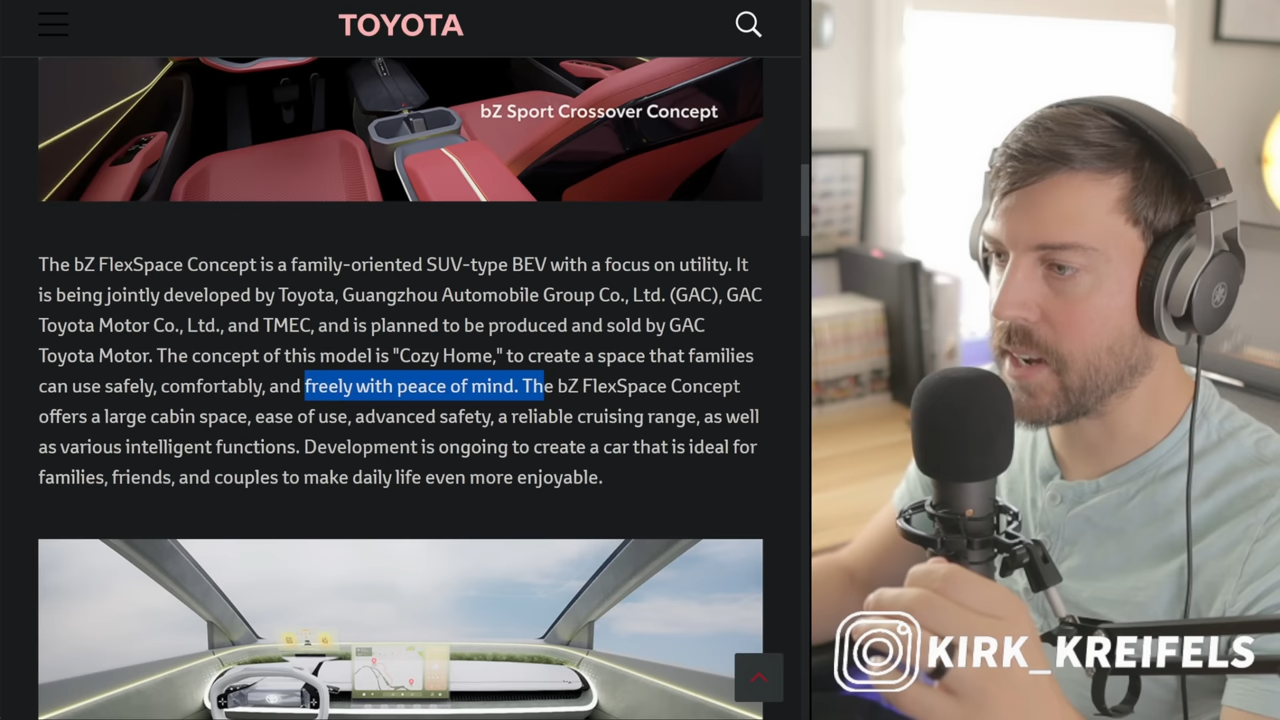 TOYOTA
bZ Sport Crossover Concept
The bZ FlexSpace Concept is a family-oriented SUV-type BEV with a focus on utility. It
is being jointly developed by Toyota, Guangzhou Automobile Group Co., Ltd. (GAC), GAC
Toyota Motor Co., Ltd., and TMEC, and is planned to be produced and sold by GAC
Toyota Motor. The concept of this model is "Cozy Home," to create a space that families
can use safely, comfortably, and freely with peace of mind. The bZ FlexSpace Concept
offers a large cabin space, ease of use, advanced safety, a reliable cruising range, as well
as various intelligent functions. Development is ongoing to create a car that is ideal for
families, friends, and couples to make daily life even more enjoyable.
KIRK_KREIFELS